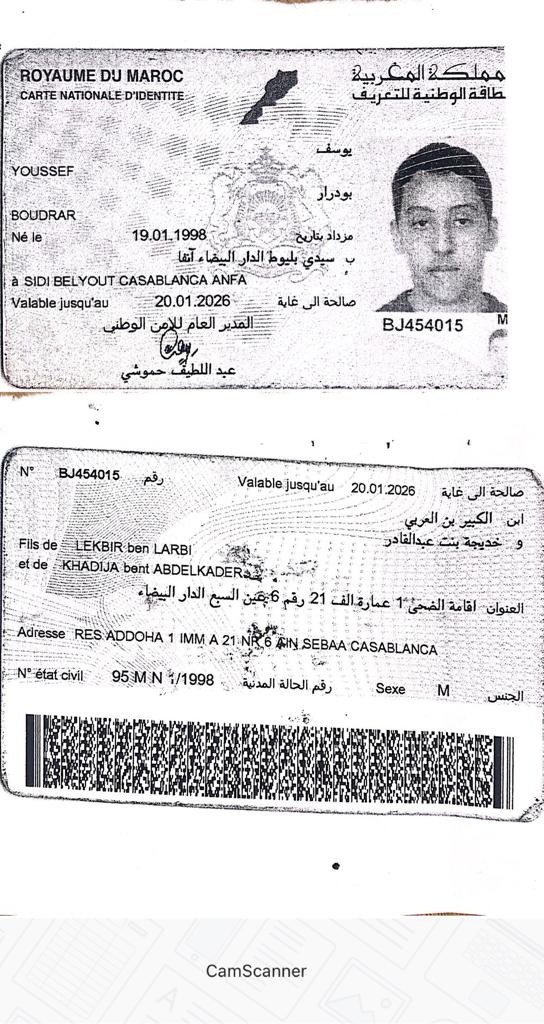 ROYAUME DU MAROC
المملكة المغربية
CARTE NATIONALE D'IDENTITE
البطاقة الوطنية للتعريف
يوسف
YOUSSEF
بودرار
BOUDRAR
Né le 19.01.1998 مزداد بتاريخ
ب سيدي بليوط الدار البيضاء آنفا
à SIDI BELYOUT CASABLANCA ANFA
Valable jusqu'au 20.01.2026 صالحة الى غاية
المدير العام للامن الوطني
عبد اللطيف حموشي
BJ454015
M
N° BJ454015 رقم
Valable jusqu'au 20.01.2026 صالحة الى غاية
ابن الكبير بن العربي
و خديجة بنت عبدالقادر
Fils de LEKBIR ben LARBI
et de KHADIJA bent ABDELKADER
العنوان اقامة الضحى 1 عمارة الف 21 رقم 6 عين السبع الدار البيضاء
Adresse RES ADDOHA 1 IMM A 21 NR 6 AIN SEBAA CASABLANCA
N° état civil 95 M N /1998 رقم الحالة المدنية Sexe M الجنس
CamScanner